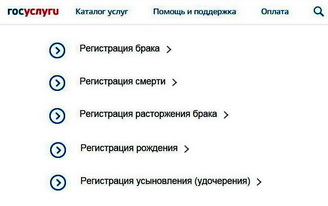 госуслуги Каталог услуг Помощь и поддержка Оплата
Регистрация брака
Регистрация смерти
Регистрация расторжения брака
Регистрация рождения
Регистрация усыновления (удочерения)